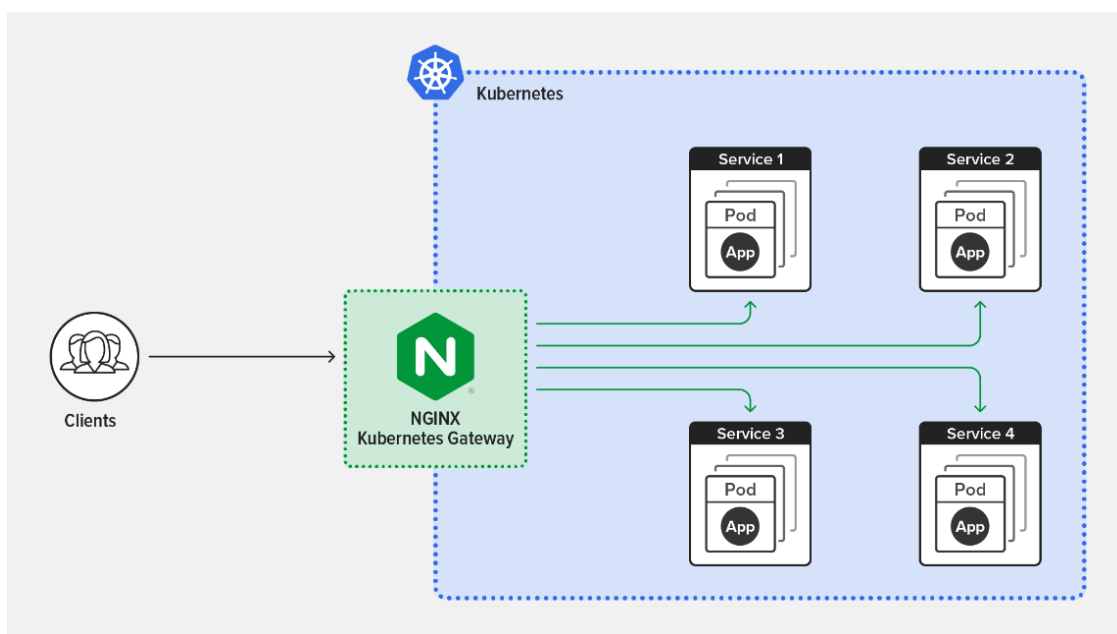 Kubernetes
Service 1
Pod
App
Service 2
Pod
App
Clients
N
®
NGINX
Kubernetes Gateway
Service 3
Pod
App
Service 4
Pod
App